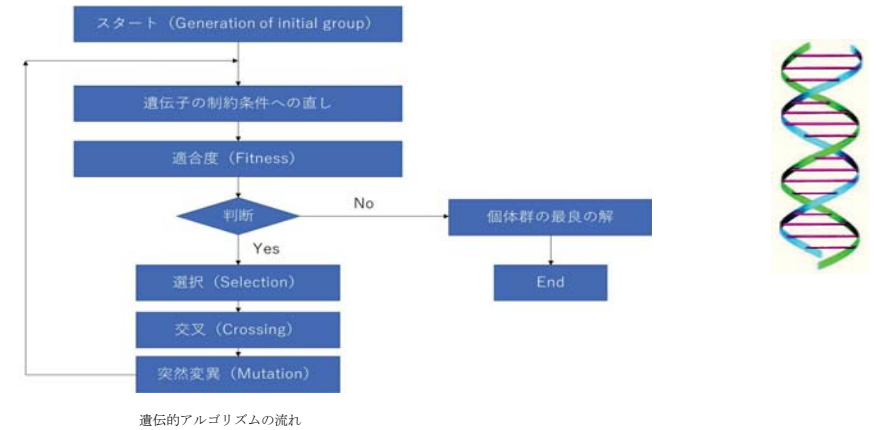 スタート（Generation of initial group）
遺伝子の制約条件への直し
適合度（Fitness）
判断
No
個体群の最良の解
Yes
選択（Selection）
End
交叉（Crossing）
突然変異（Mutation）
遺伝的アルゴリズムの流れ